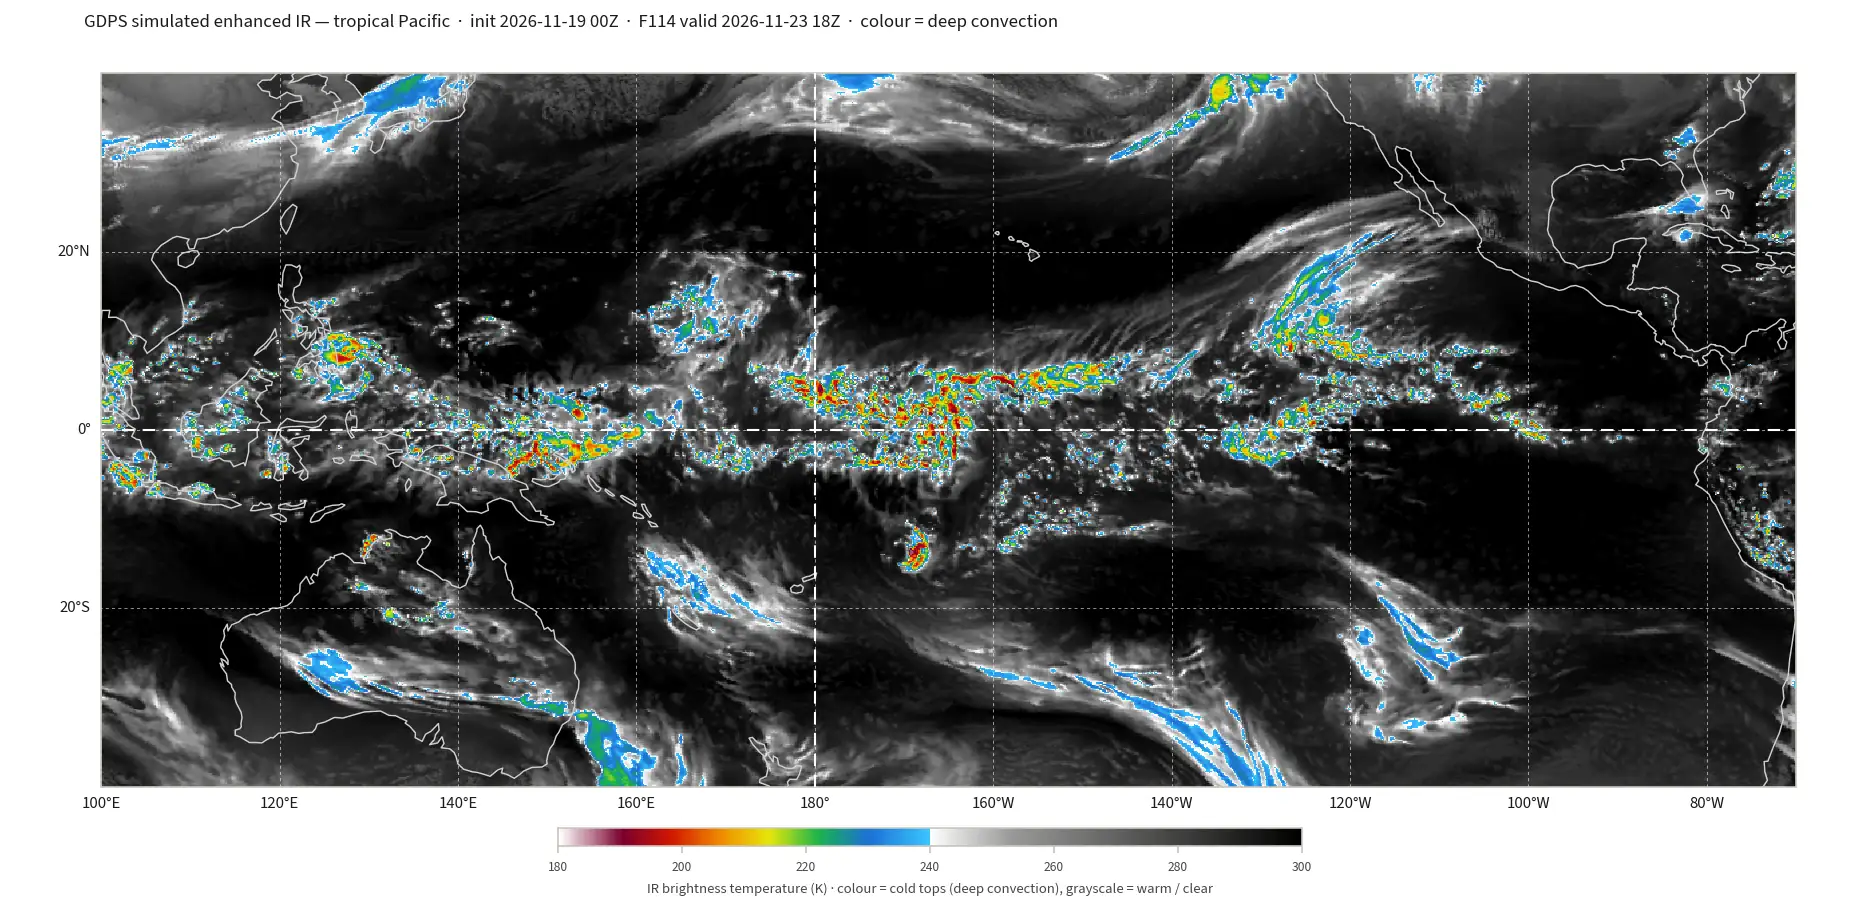 GDPS simulated enhanced IR — tropical Pacific · init 2026-11-19 00Z · F114 valid 2026-11-23 18Z · colour = deep convection
20°N
0°
20°S
100°E 120°E 140°E 160°E 180° 160°W 140°W 120°W 100°W 80°W
180 200 220 240 260 280 300
IR brightness temperature (K) · colour = cold tops (deep convection), grayscale = warm / clear